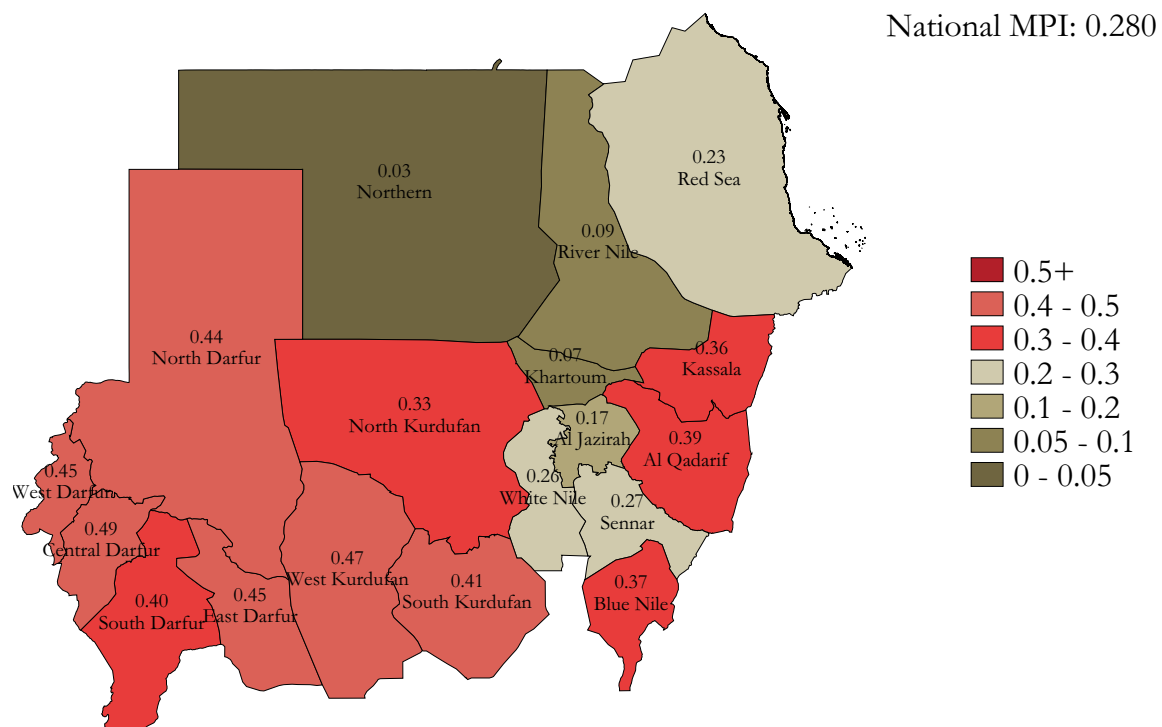 National MPI: 0.280
0.23
Red Sea
0.03
Northern
0.09
River Nile
0.44
North Darfur
0.07
Khartoum
0.36
Kassala
0.33
North Kurdufan
0.17
Al Jazirah
0.39
Al Qadarif
0.45
West Darfur
0.26
White Nile
0.27
Sennar
0.49
Central Darfur
0.47
West Kurdufan
0.41
South Kurdufan
0.37
Blue Nile
0.40
South Darfur
0.45
East Darfur
0.5+
0.4 - 0.5
0.3 - 0.4
0.2 - 0.3
0.1 - 0.2
0.05 - 0.1
0 - 0.05